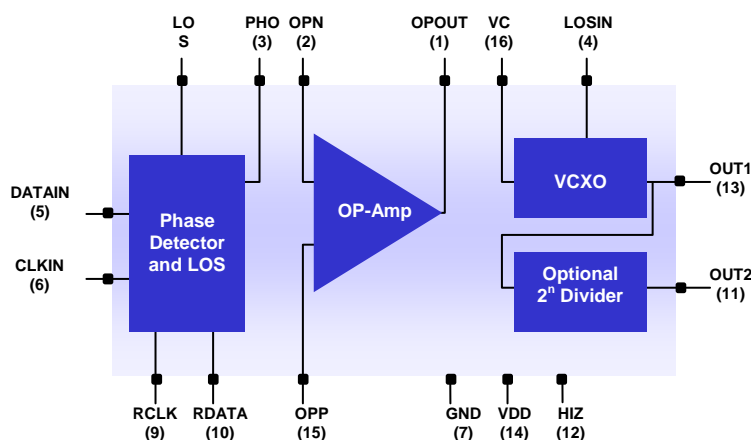 LO
S
PHO
(3)
OPN
(2)
OPOUT
(1)
VC
(16)
LOSIN
(4)
DATAIN
(5)
CLKIN
(6)
Phase
Detector
and LOS
OP-Amp
VCXO
Optional
2ⁿ Divider
OUT1
(13)
OUT2
(11)
RCLK
(9)
RDATA
(10)
OPP
(15)
GND
(7)
VDD
(14)
HIZ
(12)